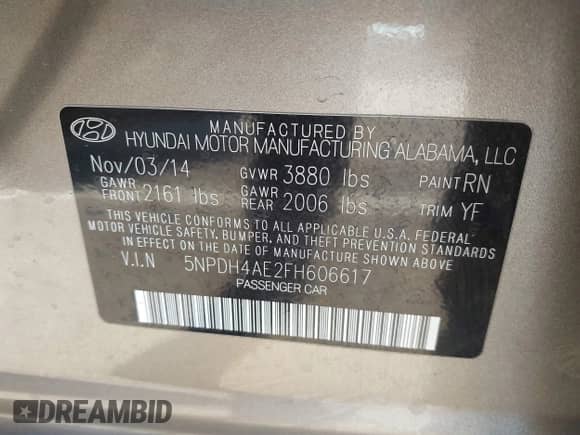 MANUFACTURED BY
HYUNDAI MOTOR MANUFACTURING ALABAMA, LLC
Nov/03/14 GVWR 3880 lbs PAINT RN
GAWR FRONT 2161 lbs GAWR REAR 2006 lbs TRIM YF
THIS VEHICLE CONFORMS TO ALL APPLICABLE U.S.A. FEDERAL
MOTOR VEHICLE SAFETY, BUMPER, AND THEFT PREVENTION STANDARDS
IN EFFECT ON THE DATE OF MANUFACTURE SHOWN ABOVE
V.I.N 5NPDH4AE2FH606617
PASSENGER CAR
DREAMBID